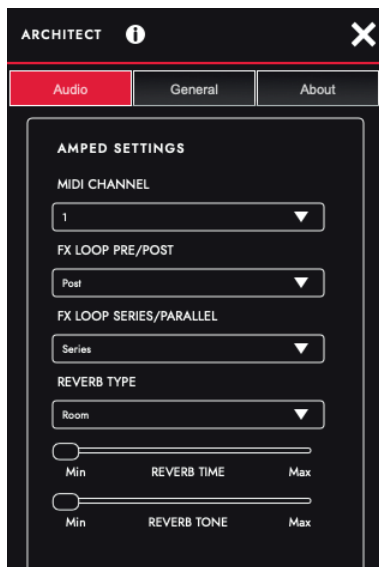 ARCHITECT
Audio General About
AMPED SETTINGS
MIDI CHANNEL
1
FX LOOP PRE/POST
Post
FX LOOP SERIES/PARALLEL
Series
REVERB TYPE
Room
Min REVERB TIME Max
Min REVERB TONE Max